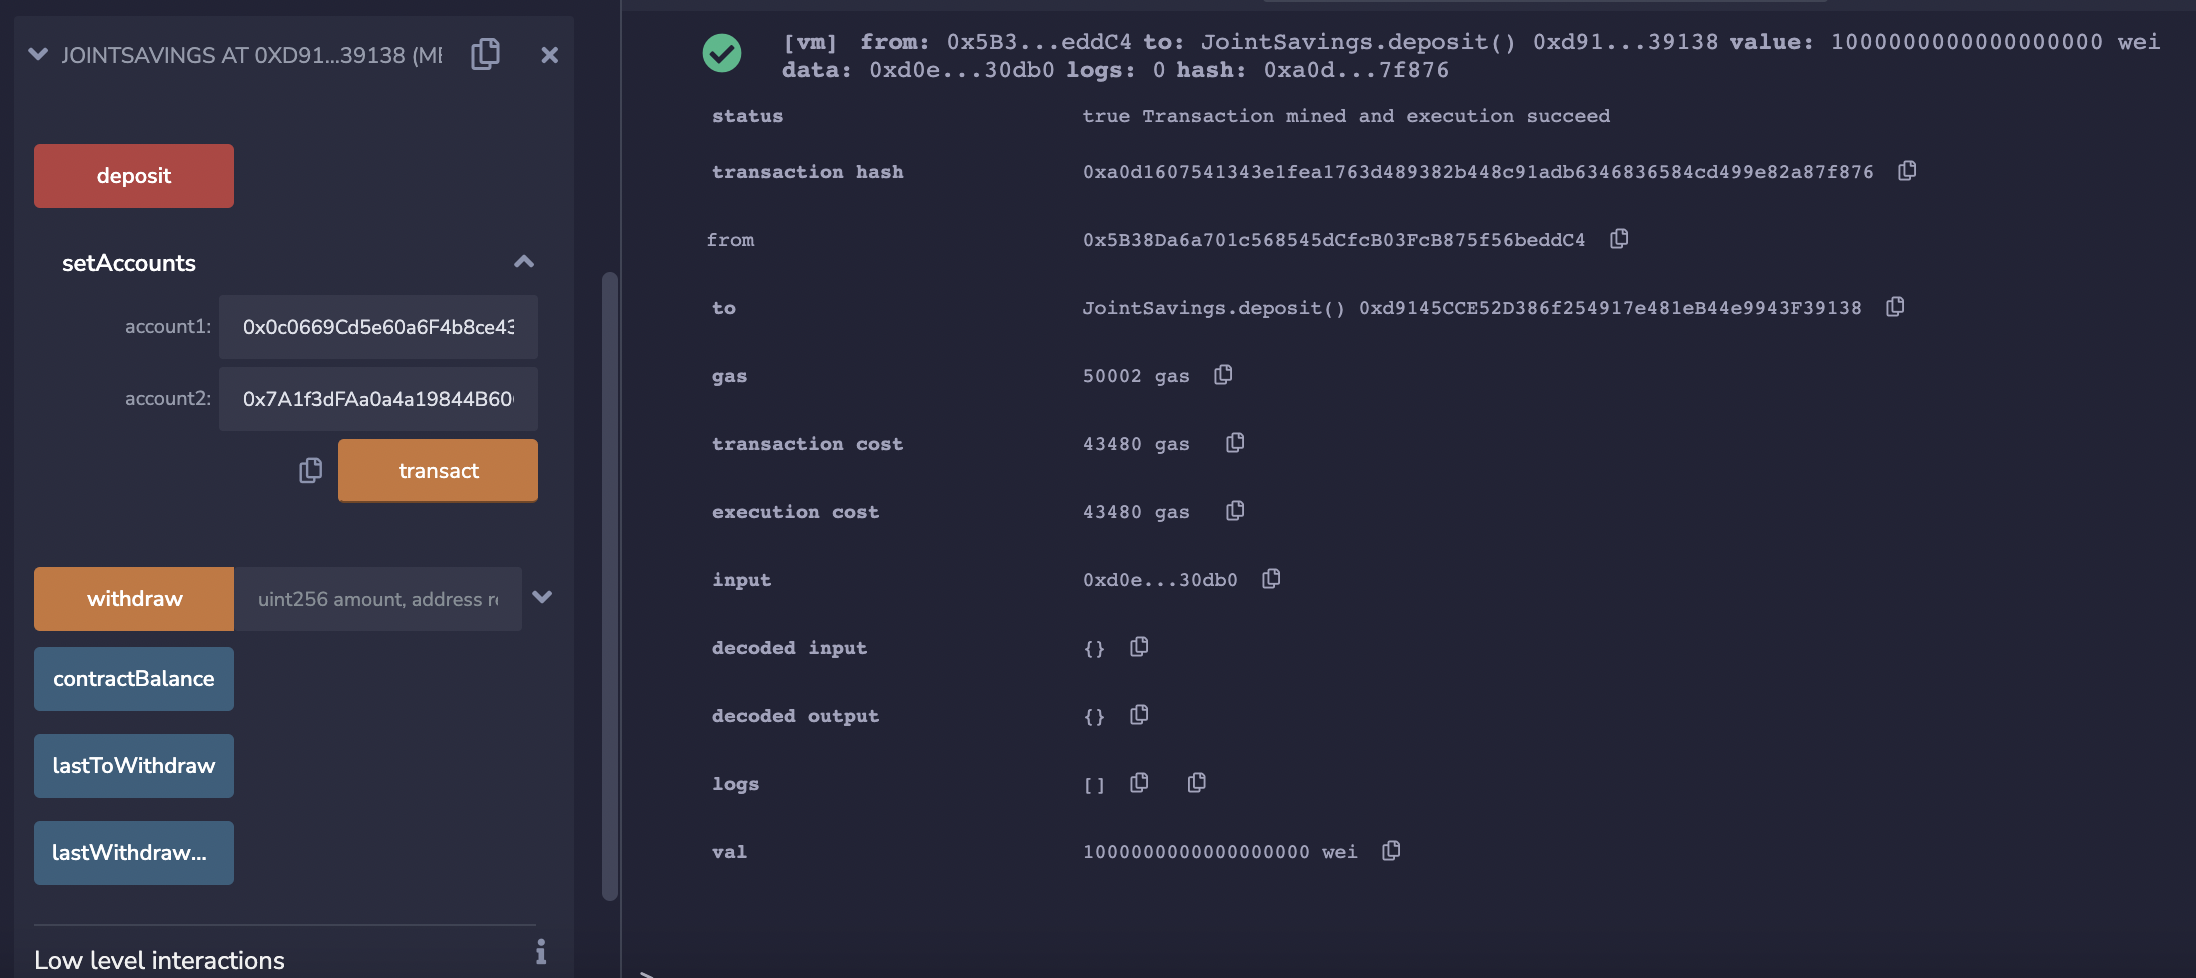 JOINTSAVINGS AT 0XD91...39138 (ME
deposit
setAccounts
account1: 0x0c0669Cd5e60a6F4b8ce43
account2: 0x7A1f3dFAa0a4a19844B60
transact
withdraw uint256 amount, address re
contractBalance
lastToWithdraw
lastWithdraw...
Low level interactions
[vm] from: 0x5B3...eddC4 to: JointSavings.deposit() 0xd91...39138 value: 1000000000000000000 wei
data: 0xd0e...30db0 logs: 0 hash: 0xa0d...7f876
status true Transaction mined and execution succeed
transaction hash 0xa0d1607541343e1fea1763d489382b448c91adb6346836584cd499e82a87f876
from 0x5B38Da6a701c568545dCfcB03FcB875f56beddC4
to JointSavings.deposit() 0xd9145CCE52D386f254917e481eB44e9943F39138
gas 50002 gas
transaction cost 43480 gas
execution cost 43480 gas
input 0xd0e...30db0
decoded input {}
decoded output {}
logs []
val 1000000000000000000 wei
>